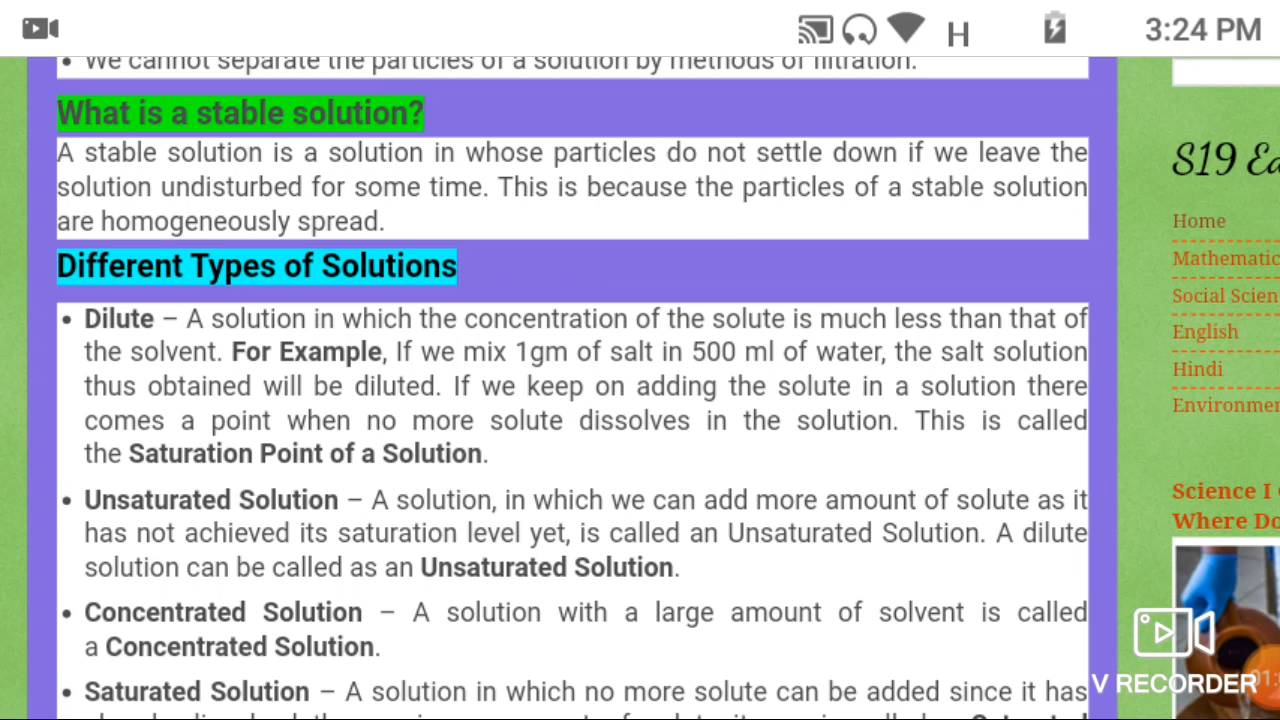 3:24 PM
H
• We cannot separate the particles of a solution by methods of filtration.
What is a stable solution?
A stable solution is a solution in whose particles do not settle down if we leave the
solution undisturbed for some time. This is because the particles of a stable solution
are homogeneously spread.
Different Types of Solutions
• Dilute – A solution in which the concentration of the solute is much less than that of
the solvent. For Example, If we mix 1gm of salt in 500 ml of water, the salt solution
thus obtained will be diluted. If we keep on adding the solute in a solution there
comes a point when no more solute dissolves in the solution. This is called
the Saturation Point of a Solution.
• Unsaturated Solution – A solution, in which we can add more amount of solute as it
has not achieved its saturation level yet, is called an Unsaturated Solution. A dilute
solution can be called as an Unsaturated Solution.
• Concentrated Solution – A solution with a large amount of solvent is called
a Concentrated Solution.
• Saturated Solution – A solution in which no more solute can be added since it has
S19 Ed
Home
Mathematic
Social Scien
English
Hindi
Environmen
Science I
Where Do
V RECORDER